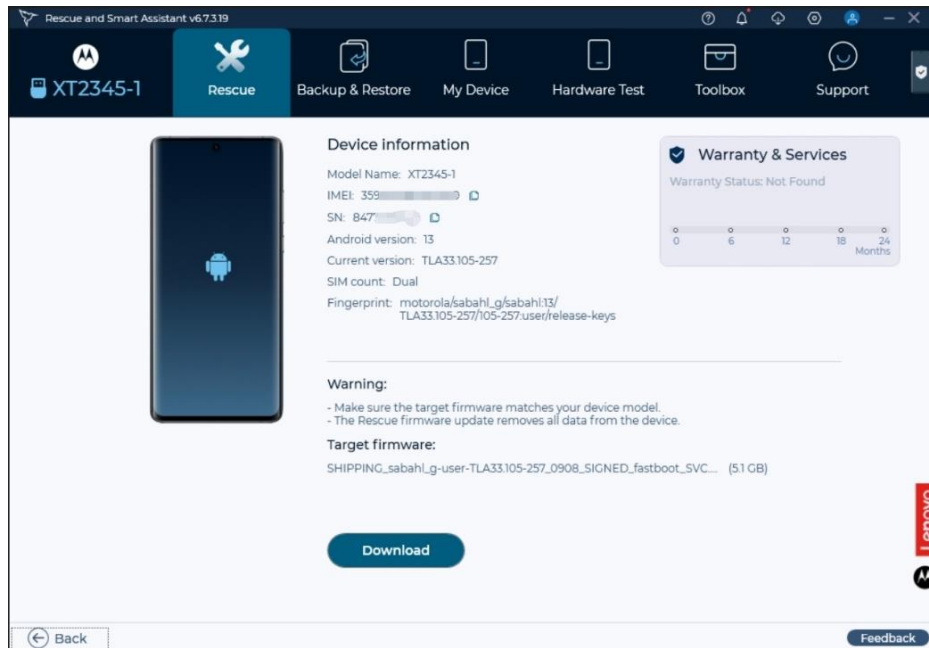 Rescue and Smart Assistant v6.7.3.19
XT2345-1
Rescue
Backup & Restore
My Device
Hardware Test
Toolbox
Support
Device information
Model Name: XT2345-1
IMEI: 359
SN: 847
Android version: 13
Current version: TLA33.105-257
SIM count: Dual
Fingerprint: motorola/sabahl_g/sabahl:13/
TLA33.105-257/105-257:user/release-keys
Warranty & Services
Warranty Status: Not Found
0 6 12 18 24
Months
Warning:
- Make sure the target firmware matches your device model.
- The Rescue firmware update removes all data from the device.
Target firmware:
SHIPPING_sabahl_g-user-TLA33.105-257_0908_SIGNED_fastboot_SVC.... (5.1 GB)
Download
Lenovo
Back
Feedback